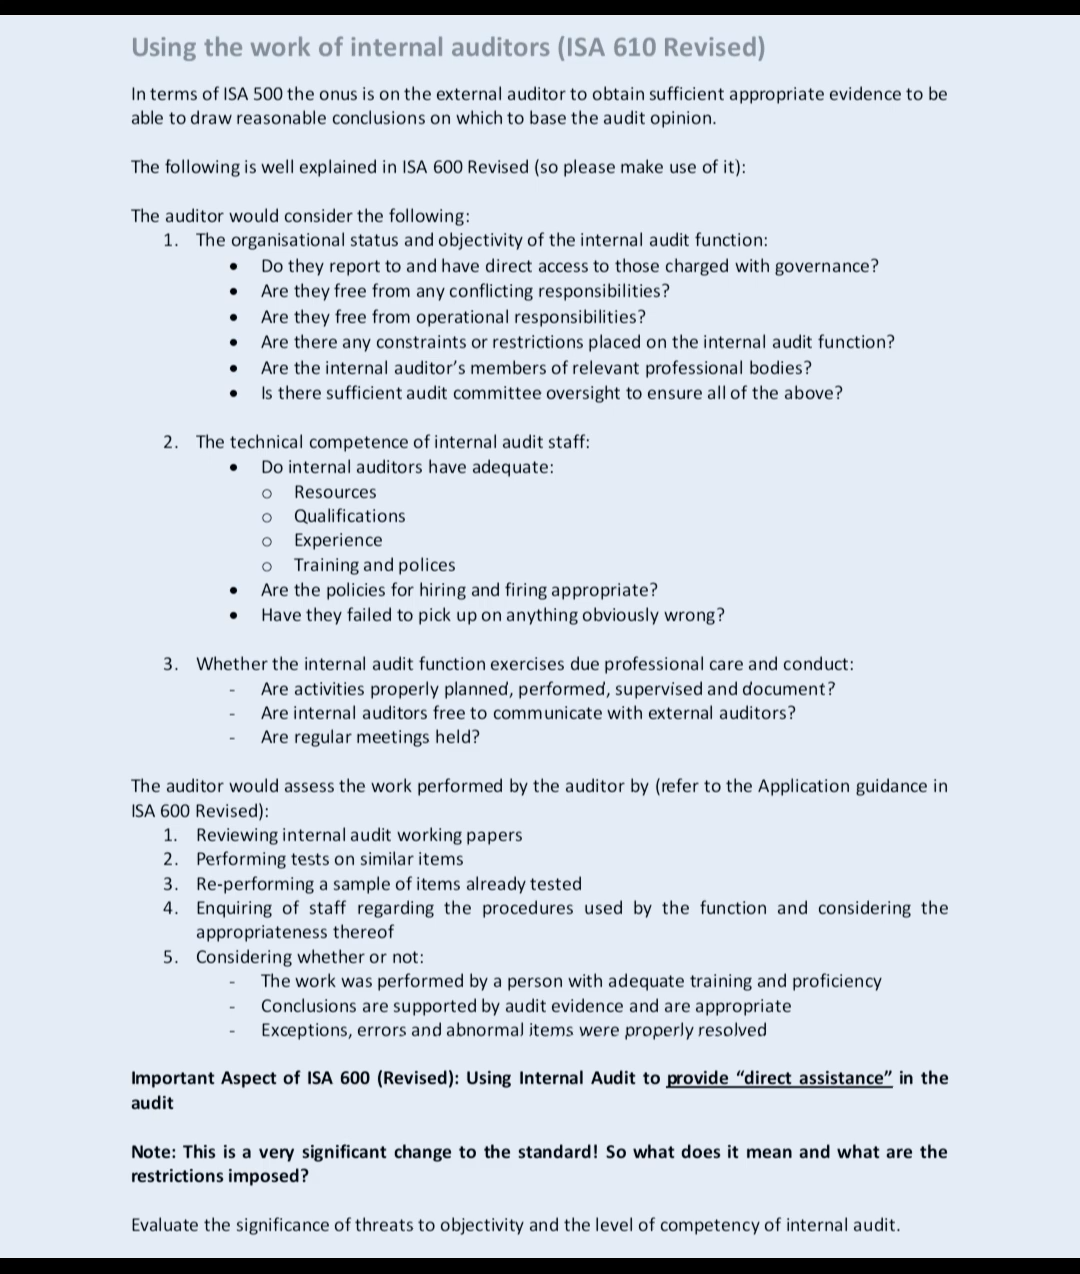 Using the work of internal auditors (ISA 610 Revised)
In terms of ISA 500 the onus is on the external auditor to obtain sufficient appropriate evidence to be
able to draw reasonable conclusions on which to base the audit opinion.
The following is well explained in ISA 600 Revised (so please make use of it):
The auditor would consider the following:
1. The organisational status and objectivity of the internal audit function:
• Do they report to and have direct access to those charged with governance?
• Are they free from any conflicting responsibilities?
• Are they free from operational responsibilities?
• Are there any constraints or restrictions placed on the internal audit function?
• Are the internal auditor's members of relevant professional bodies?
• Is there sufficient audit committee oversight to ensure all of the above?
2. The technical competence of internal audit staff:
• Do internal auditors have adequate:
o Resources
o Qualifications
o Experience
o Training and polices
• Are the policies for hiring and firing appropriate?
• Have they failed to pick up on anything obviously wrong?
3. Whether the internal audit function exercises due professional care and conduct:
- Are activities properly planned, performed, supervised and document?
- Are internal auditors free to communicate with external auditors?
- Are regular meetings held?
The auditor would assess the work performed by the auditor by (refer to the Application guidance in
ISA 600 Revised):
1. Reviewing internal audit working papers
2. Performing tests on similar items
3. Re-performing a sample of items already tested
4. Enquiring of staff regarding the procedures used by the function and considering the
appropriateness thereof
5. Considering whether or not:
- The work was performed by a person with adequate training and proficiency
- Conclusions are supported by audit evidence and are appropriate
- Exceptions, errors and abnormal items were properly resolved
Important Aspect of ISA 600 (Revised): Using Internal Audit to provide “direct assistance” in the
audit
Note: This is a very significant change to the standard! So what does it mean and what are the
restrictions imposed?
Evaluate the significance of threats to objectivity and the level of competency of internal audit.